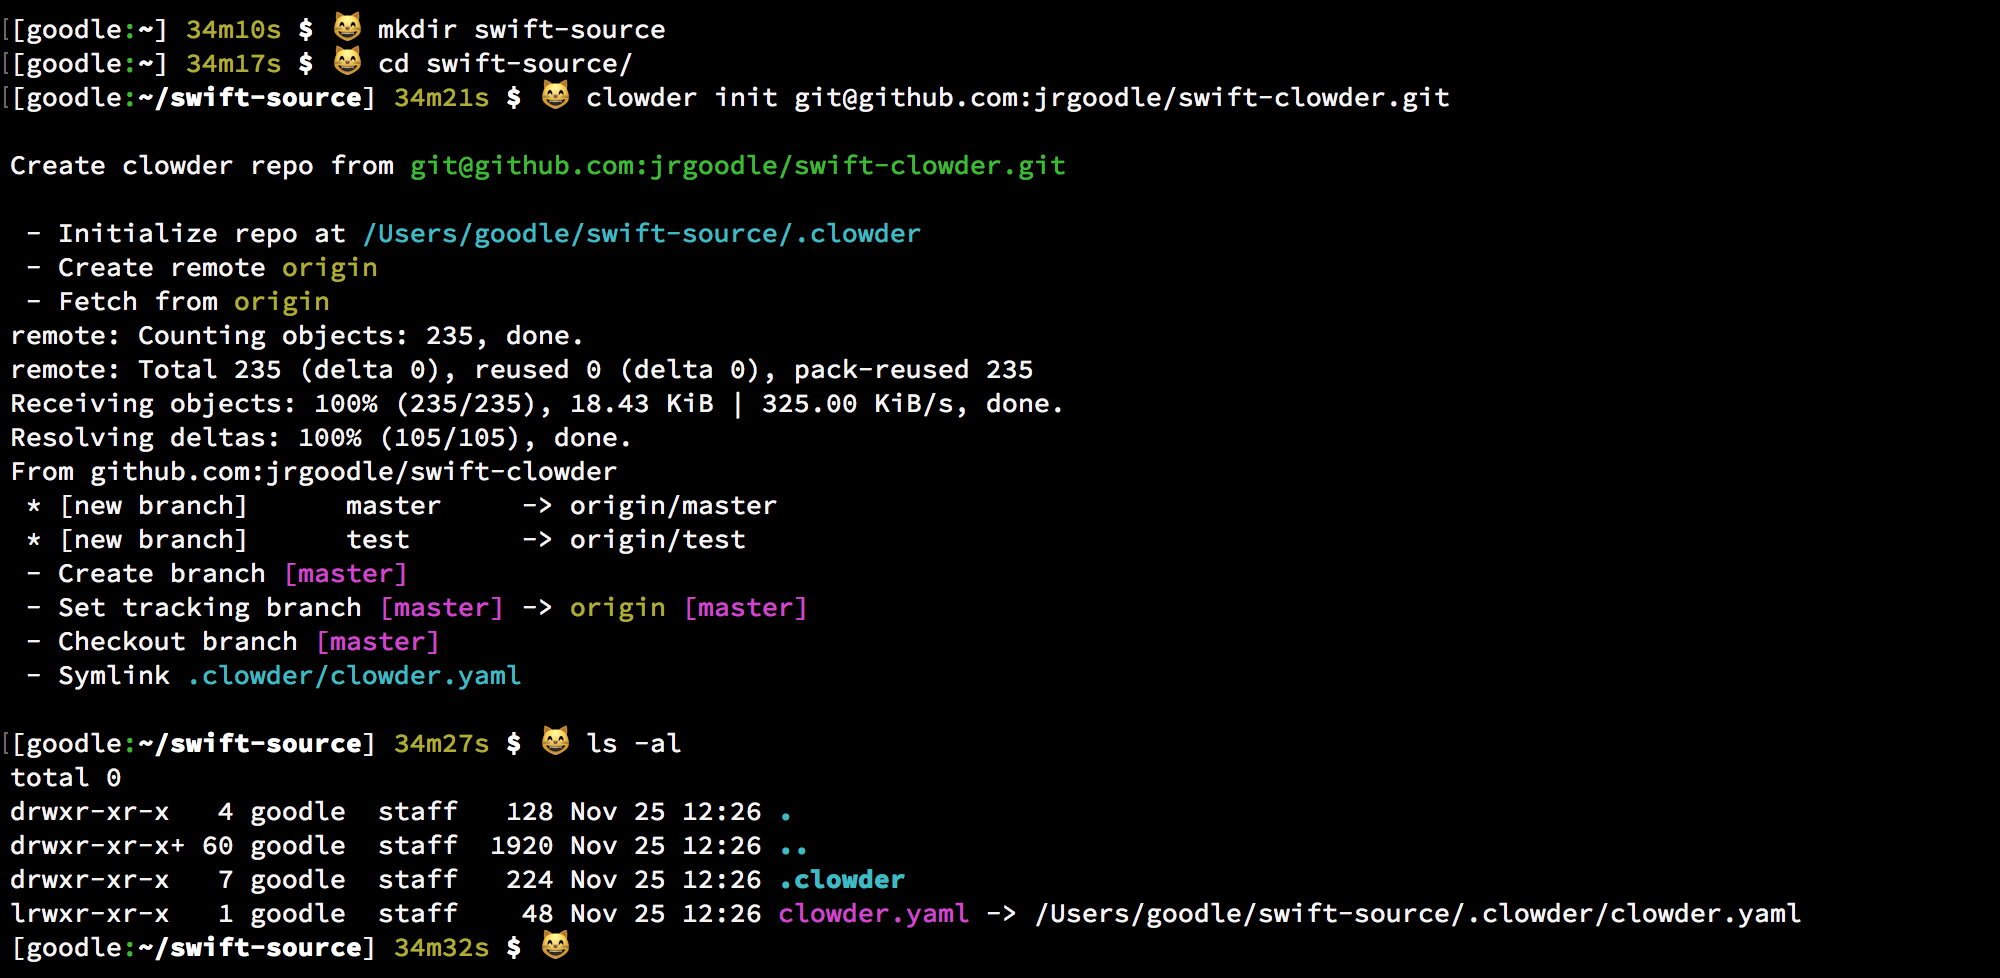 [[goodle:~] 34m10s $ 😸 mkdir swift-source
[[goodle:~] 34m17s $ 😸 cd swift-source/
[[goodle:~/swift-source] 34m21s $ 😸 clowder init git@github.com:jrgoodle/swift-clowder.git
Create clowder repo from git@github.com:jrgoodle/swift-clowder.git
 - Initialize repo at /Users/goodle/swift-source/.clowder
 - Create remote origin
 - Fetch from origin
remote: Counting objects: 235, done.
remote: Total 235 (delta 0), reused 0 (delta 0), pack-reused 235
Receiving objects: 100% (235/235), 18.43 KiB | 325.00 KiB/s, done.
Resolving deltas: 100% (105/105), done.
From github.com:jrgoodle/swift-clowder
 * [new branch]      master     -> origin/master
 * [new branch]      test       -> origin/test
 - Create branch [master]
 - Set tracking branch [master] -> origin [master]
 - Checkout branch [master]
 - Symlink .clowder/clowder.yaml
[[goodle:~/swift-source] 34m27s $ 😸 ls -al
total 0
drwxr-xr-x   4 goodle  staff   128 Nov 25 12:26 .
drwxr-xr-x+ 60 goodle  staff  1920 Nov 25 12:26 ..
drwxr-xr-x   7 goodle  staff   224 Nov 25 12:26 .clowder
lrwxr-xr-x   1 goodle  staff    48 Nov 25 12:26 clowder.yaml -> /Users/goodle/swift-source/.clowder/clowder.yaml
[goodle:~/swift-source] 34m32s $ 😸